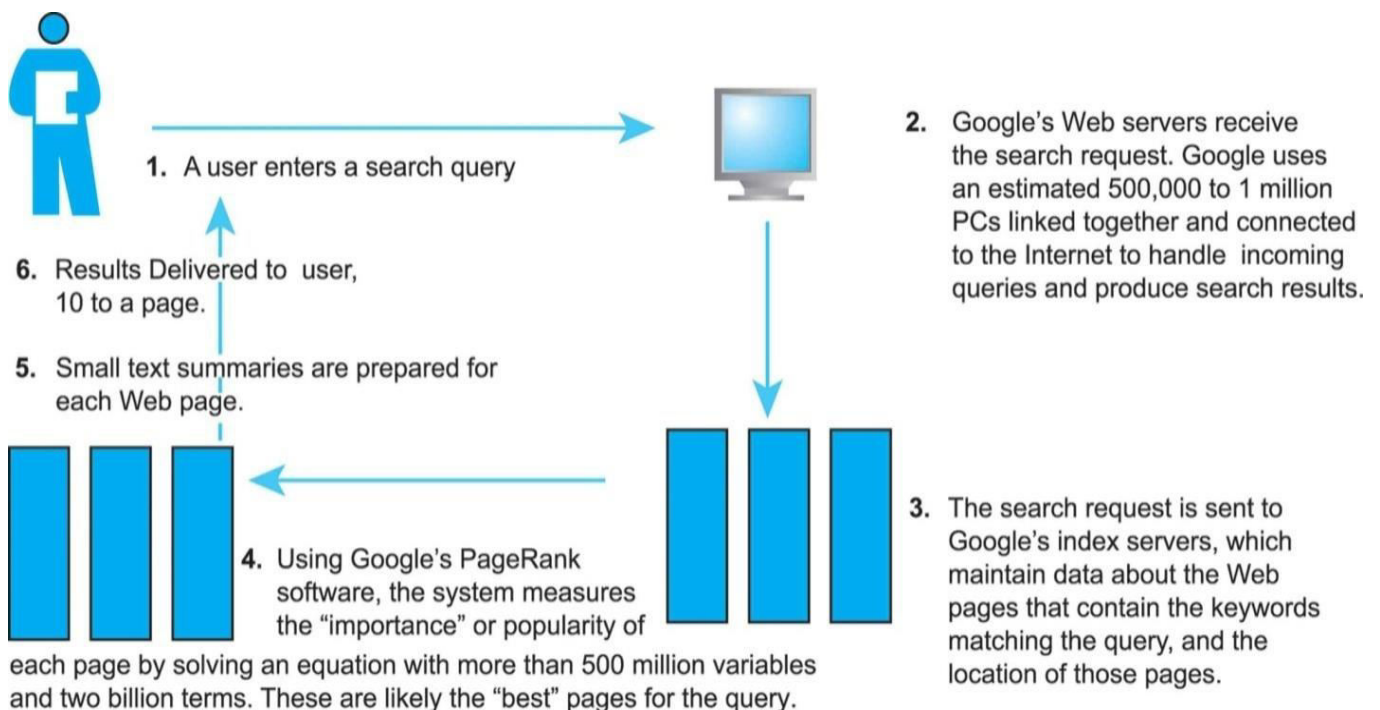 1. A user enters a search query
2. Google's Web servers receive
the search request. Google uses
an estimated 500,000 to 1 million
PCs linked together and connected
to the Internet to handle incoming
queries and produce search results.
3. The search request is sent to
Google's index servers, which
maintain data about the Web
pages that contain the keywords
matching the query, and the
location of those pages.
4. Using Google's PageRank
software, the system measures
the “importance” or popularity of
each page by solving an equation with more than 500 million variables
and two billion terms. These are likely the “best” pages for the query.
5. Small text summaries are prepared for
each Web page.
6. Results Delivered to user,
10 to a page.